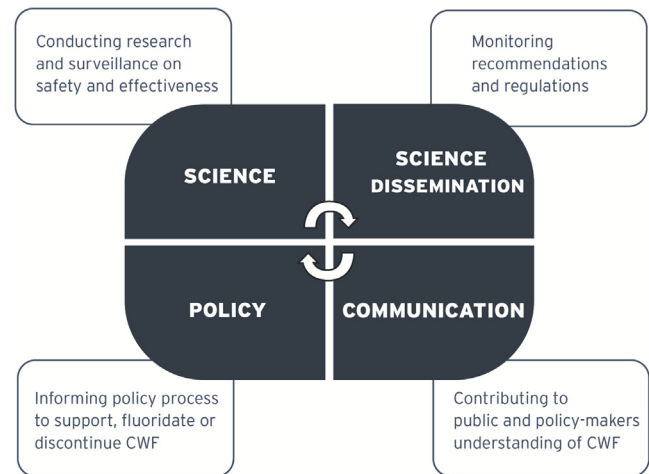 Conducting research
and surveillance on
safety and effectiveness
Monitoring
recommendations
and regulations
SCIENCE
SCIENCE
DISSEMINATION
POLICY
COMMUNICATION
Informing policy process
to support, fluoridate or
discontinue CWF
Contributing to
public and policy-makers
understanding of CWF